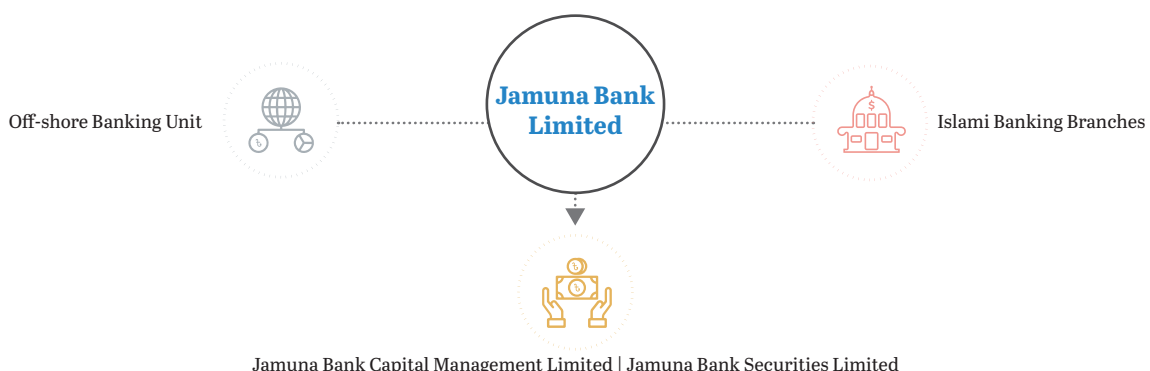 Jamuna Bank
Limited
Off-shore Banking Unit
৳
$
Islami Banking Branches
৳
৳
Jamuna Bank Capital Management Limited | Jamuna Bank Securities Limited